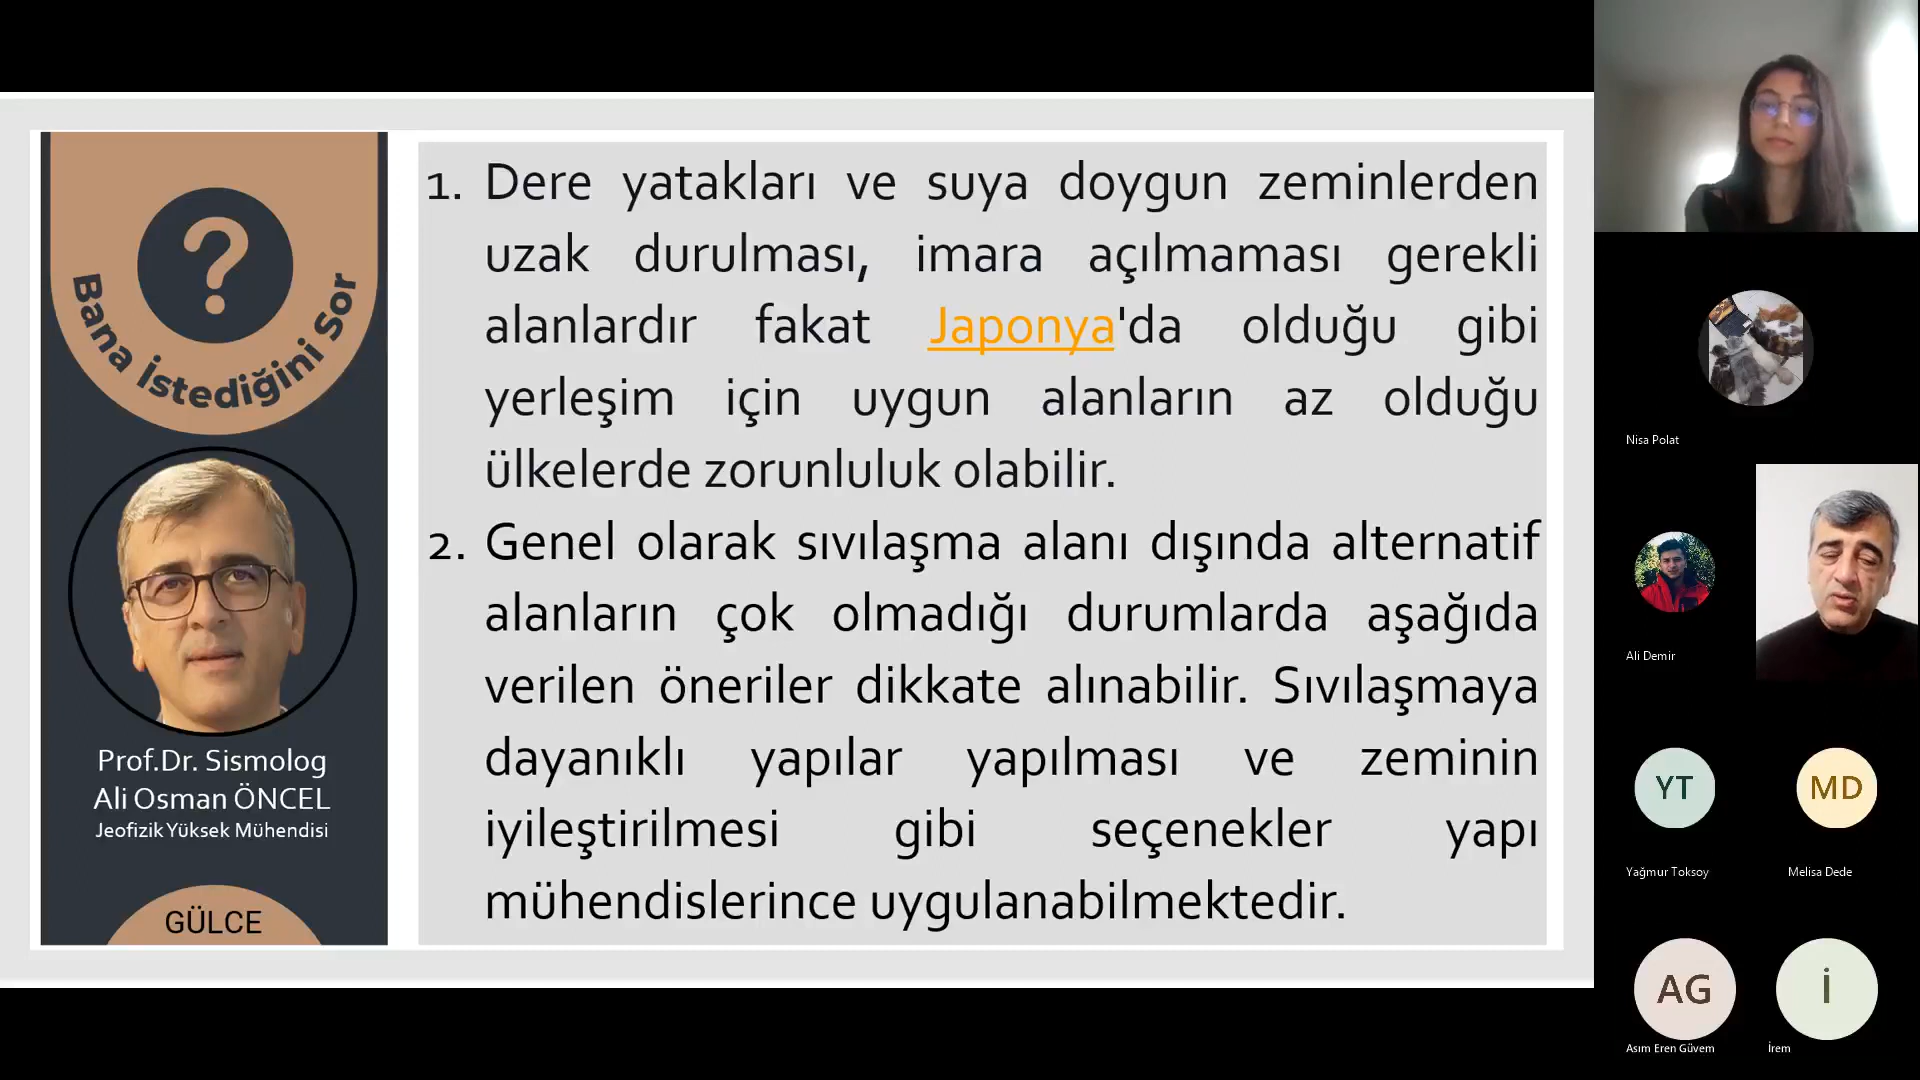 Bana İstediğini Sor
Prof.Dr. Sismolog
Ali Osman ÖNCEL
Jeofizik Yüksek Mühendisi
GÜLCE
1. Dere yatakları ve suya doygun zeminlerden
uzak durulması, imara açılmaması gerekli
alanlardır fakat Japonya'da olduğu gibi
yerleşim için uygun alanların az olduğu
ülkelerde zorunluluk olabilir.
2. Genel olarak sıvılaşma alanı dışında alternatif
alanların çok olmadığı durumlarda aşağıda
verilen öneriler dikkate alınabilir. Sıvılaşmaya
dayanıklı yapılar yapılması ve zeminin
iyileştirilmesi gibi seçenekler yapı
mühendislerince uygulanabilmektedir.
Nisa Polat
Ali Demir
YT
Yağmur Toksoy
MD
Melisa Dede
AG
Asım Eren Güvem
İ
İrem